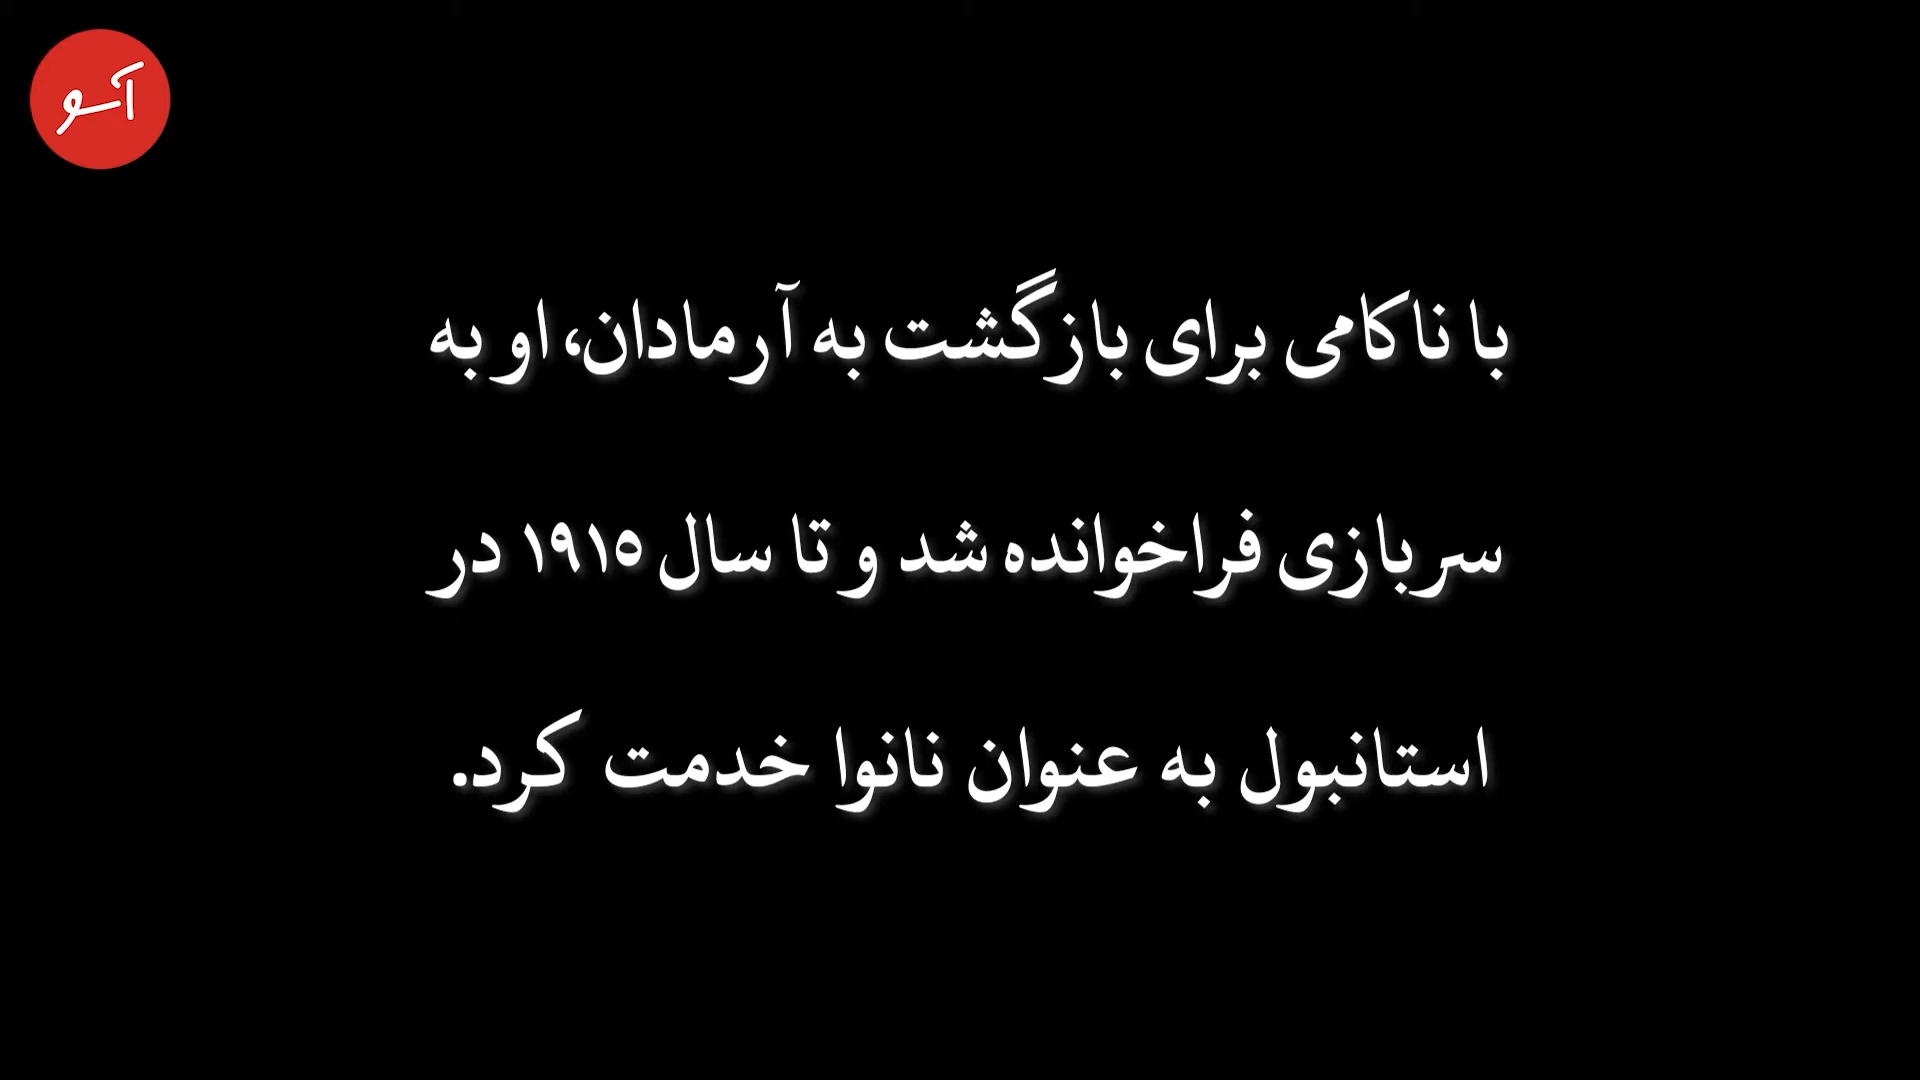 آسو
با ناکامی برای بازگشت به آرمادان، او به
سربازی فراخوانده شد و تا سال ۱۹۱۵ در
استانبول به عنوان نانوا خدمت کرد.